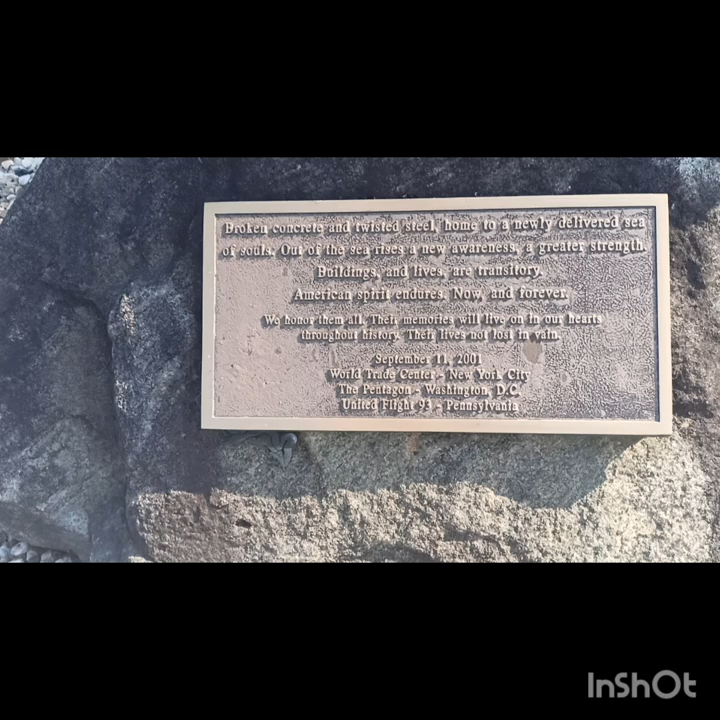 Broken concrete and twisted steel, home to a newly delivered sea
of souls. Out of the sea rises a new awareness, a greater strength.
Buildings, and lives, are transitory.
American spirit endures. Now, and forever.
We honor them all. Their memories will live on in our hearts
throughout history. Their lives not lost in vain.
September 11, 2001
World Trade Center - New York City
The Pentagon - Washington, D.C.
United Flight 93 - Pennsylvania
InShOt